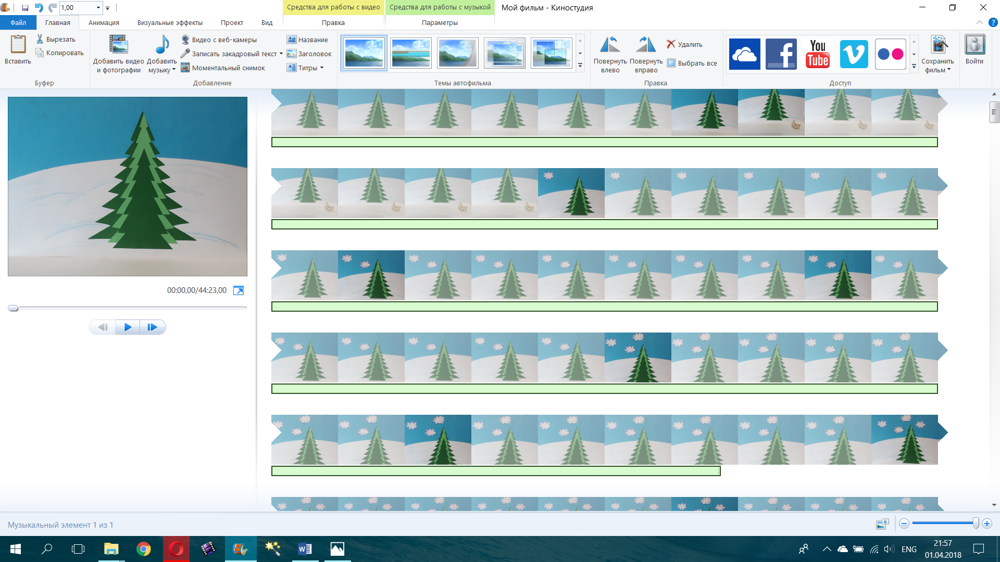 1,00
Средства для работы с видео
Средства для работы с музыкой
Мой фильм - Киностудия
Файл
Главная
Анимация
Визуальные эффекты
Проект
Вид
Правка
Параметры
Вставить
Вырезать
Копировать
Буфер
Добавить видео
и фотографии
Добавить
музыку
Видео с веб-камеры
Записать закадровый текст
Моментальный снимок
Название
Заголовок
Титры
Добавление
Темы автофильма
Повернуть
влево
Повернуть
вправо
Удалить
Выбрать все
Правка
You
Tube
Доступ
Сохранить
фильм
Войти
00:00,00/44:23,00
Музыкальный элемент 1 из 1
ENG
21:57
01.04.2018